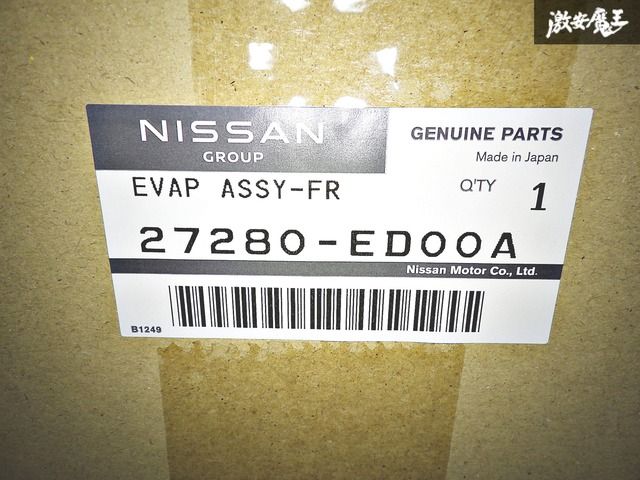 激安魔王
NISSAN
GROUP
GENUINE PARTS
Made in Japan
EVAP ASSY-FR
Q'TY 1
27280-ED00A
Nissan Motor Co., Ltd.
B1249